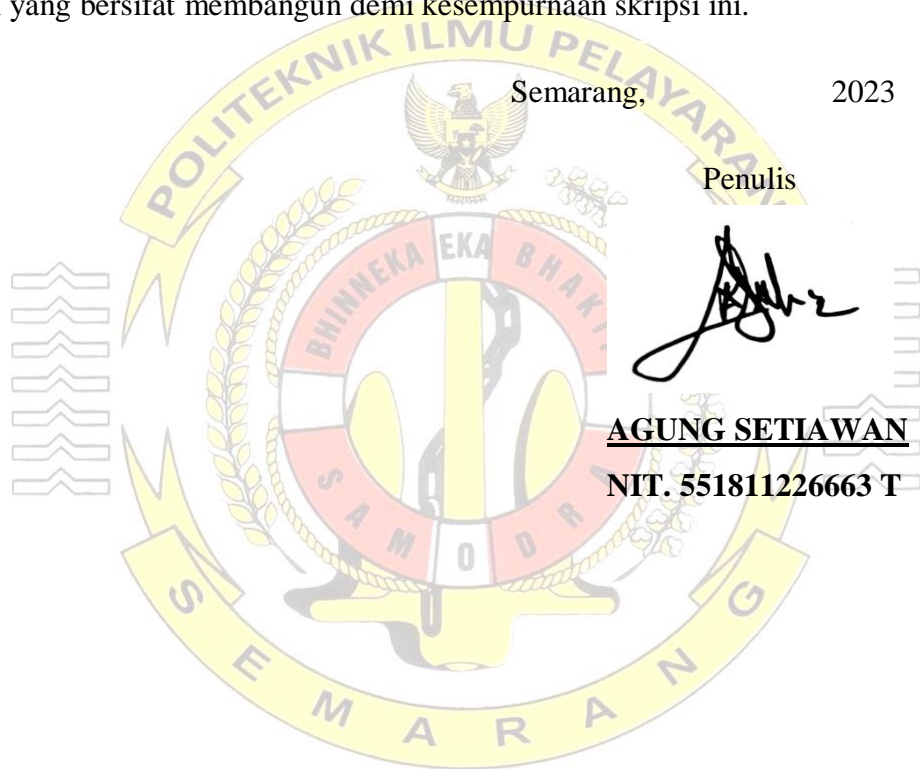 yang bersifat membangun demi kesempurnaan skripsi ini.
POLITEKNIK ILMU PELAYARAN
Semarang, 2023
Penulis
BHINNEKA EKA BHAKTI
AGUNG SETIAWAN
NIT. 551811226663 T
SAMODRA
SEMARANG